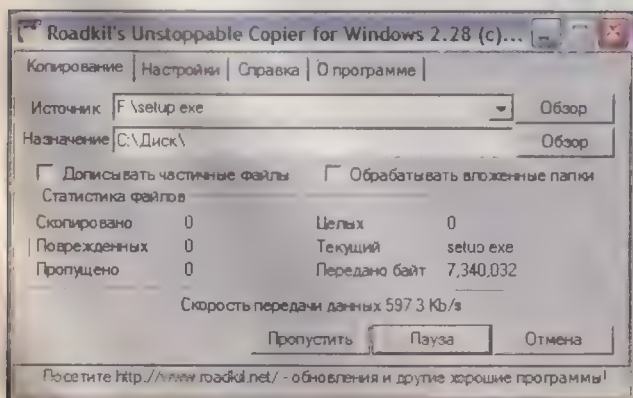 Roadkil's Unstoppable Copier for Windows 2.28 (c)...
Копирование Настройки Справка О программе
Источник F \setup exe Обзор
Назначение C:\Диск\ Обзор
Дописывать частичные файлы Обрабатывать вложенные папки
Статистика файлов
Скопировано 0 Целых 0
Поврежденных 0 Текущий setup exe
Пропущено 0 Передано байт 7,340,032
Скорость передачи данных 597 3 Kb/s
Пропустить Пауза Отмена
Посетите http://www roadkil.net/ - обновления и другие хорошие программы!